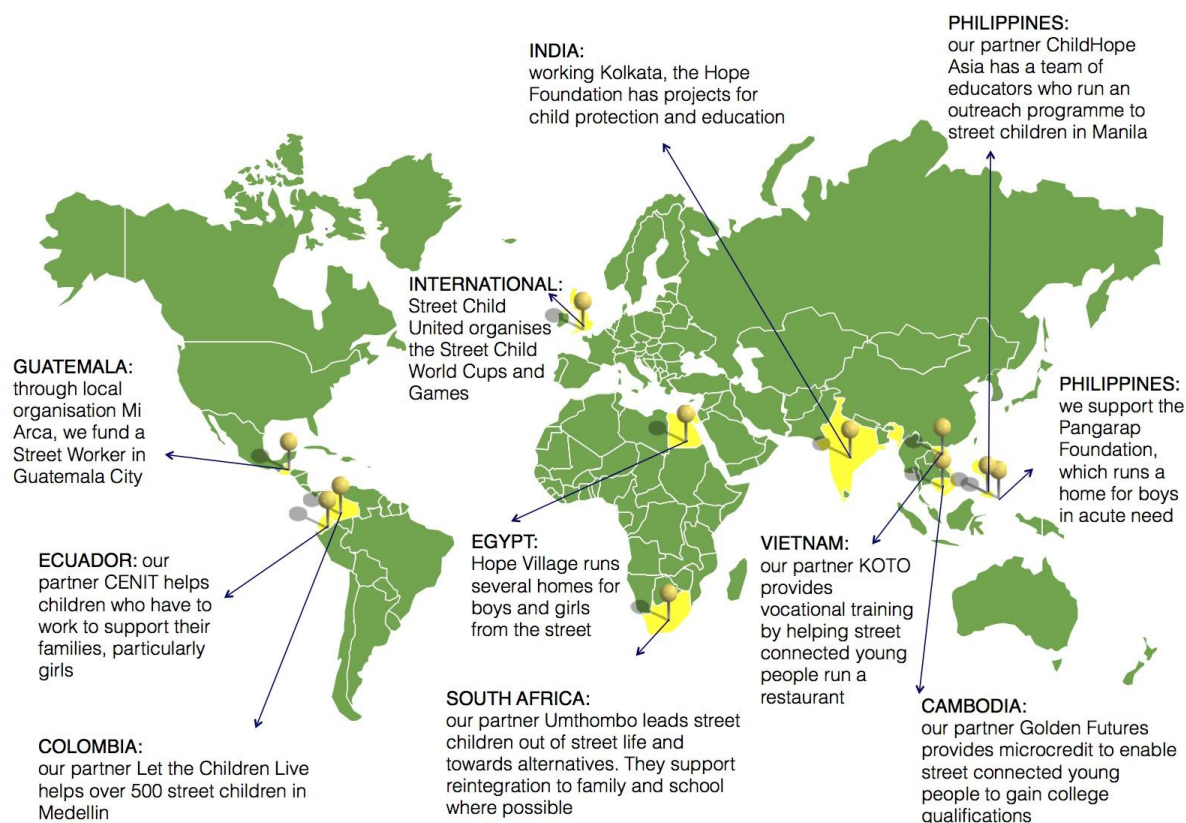 PHILIPPINES:
our partner ChildHope
Asia has a team of
educators who run an
outreach programme to
street children in Manila
INDIA:
working Kolkata, the Hope
Foundation has projects for
child protection and education
INTERNATIONAL:
Street Child
United organises
the Street Child
World Cups and
Games
GUATEMALA:
through local
organisation Mi
Arca, we fund a
Street Worker in
Guatemala City
PHILIPPINES:
we support the
Pangarap
Foundation,
which runs a
home for boys
in acute need
ECUADOR: our
partner CENIT helps
children who have to
work to support their
families, particularly
girls
EGYPT:
Hope Village runs
several homes for
boys and girls
from the street
VIETNAM:
our partner KOTO
provides
vocational training
by helping street
connected young
people run a
restaurant
COLOMBIA:
our partner Let the Children Live
helps over 500 street children in
Medellin
SOUTH AFRICA:
our partner Umthombo leads street
children out of street life and
towards alternatives. They support
reintegration to family and school
where possible
CAMBODIA:
our partner Golden Futures
provides microcredit to enable
street connected young
people to gain college
qualifications